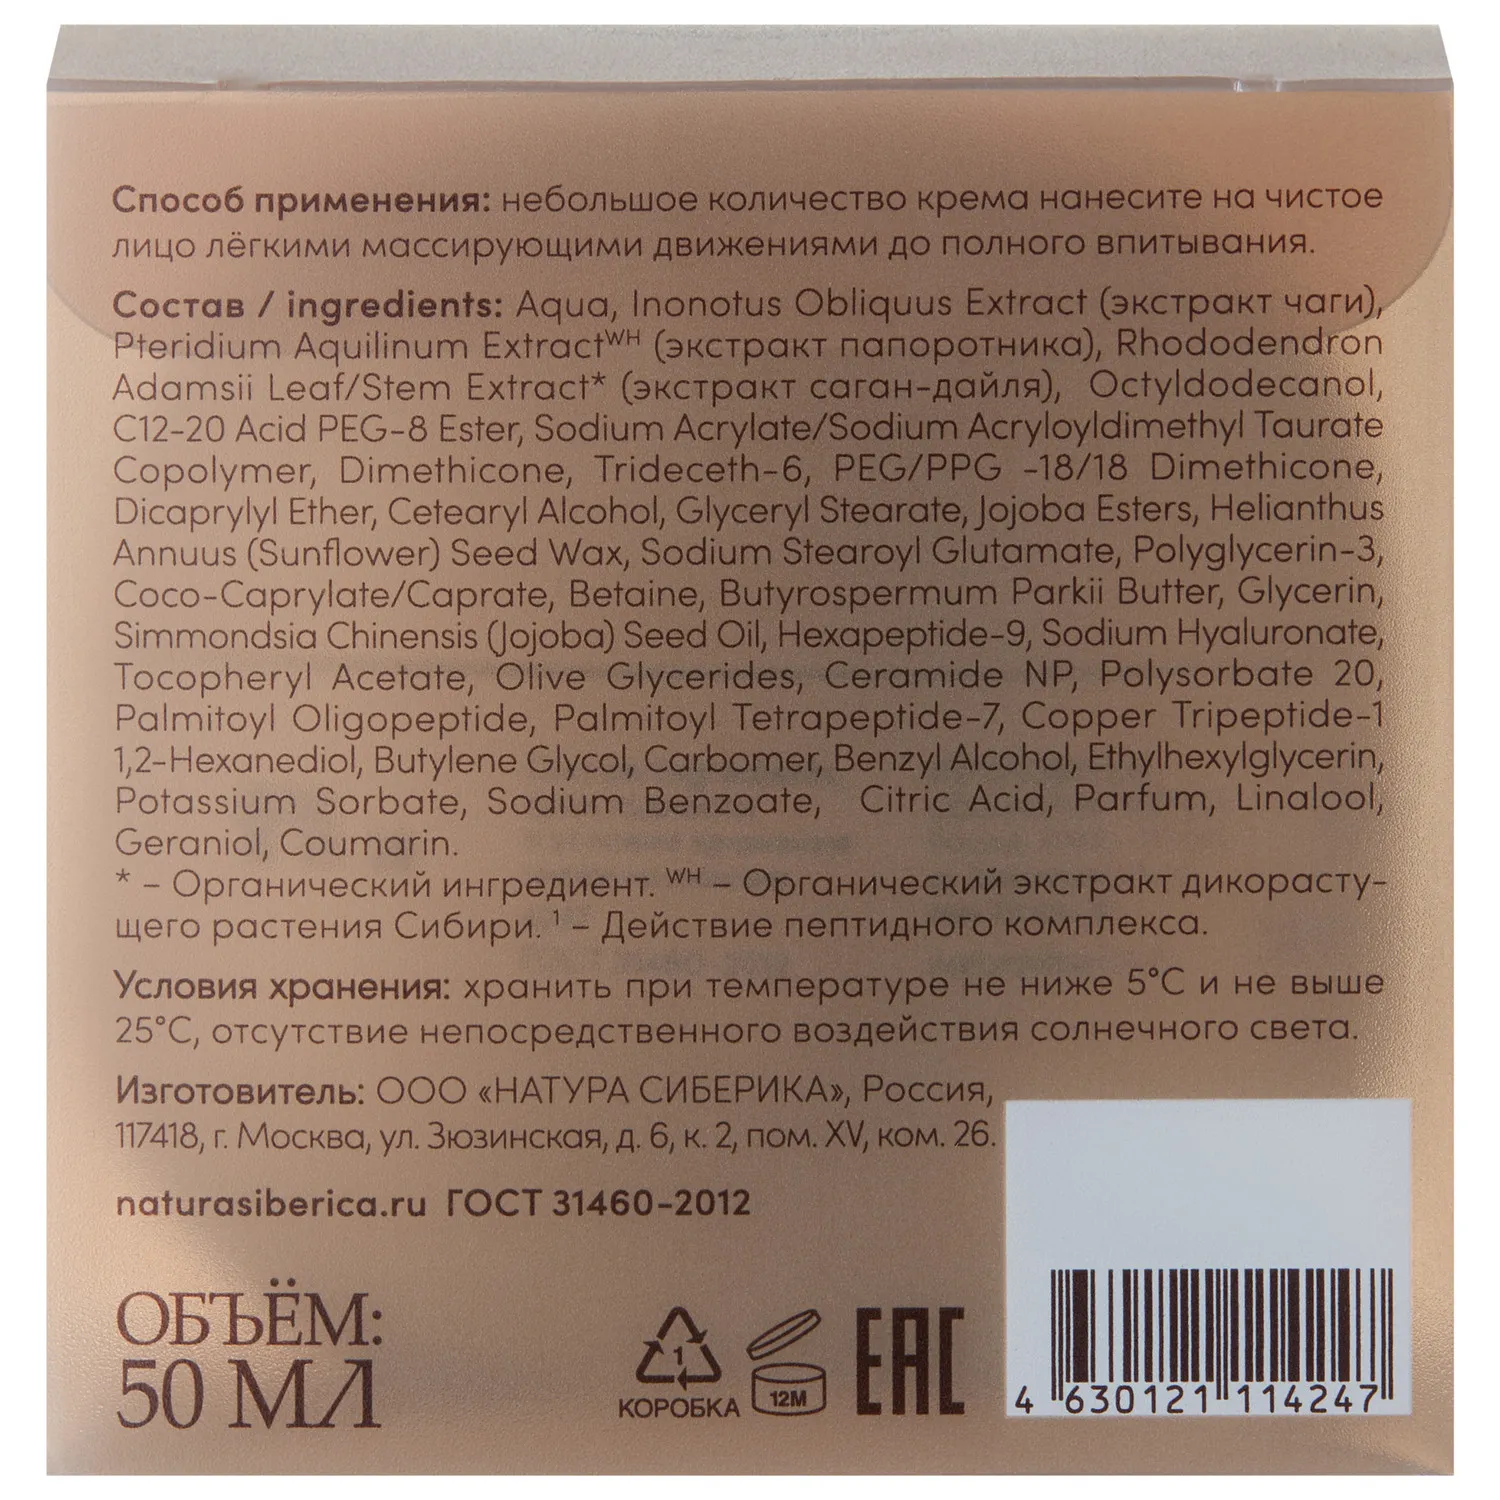 Способ применения: небольшое количество крема нанесите на чистое
лицо лёгкими массирующими движениями до полного впитывания.
Состав / ingredients: Aqua, Inonotus Obliquus Extract (экстракт чаги),
Pteridium Aquilinum Extractᵂᴴ (экстракт папоротника), Rhododendron
Adamsii Leaf/Stem Extract* (экстракт саган-дайля), Octyldodecanol,
C12-20 Acid PEG-8 Ester, Sodium Acrylate/Sodium Acryloyldimethyl Taurate
Copolymer, Dimethicone, Trideceth-6, PEG/PPG -18/18 Dimethicone,
Dicaprylyl Ether, Cetearyl Alcohol, Glyceryl Stearate, Jojoba Esters, Helianthus
Annuus (Sunflower) Seed Wax, Sodium Stearoyl Glutamate, Polyglycerin-3,
Coco-Caprylate/Caprate, Betaine, Butyrospermum Parkii Butter, Glycerin,
Simmondsia Chinensis (Jojoba) Seed Oil, Hexapeptide-9, Sodium Hyaluronate,
Tocopheryl Acetate, Olive Glycerides, Ceramide NP, Polysorbate 20,
Palmitoyl Oligopeptide, Palmitoyl Tetrapeptide-7, Copper Tripeptide-1
1,2-Hexanediol, Butylene Glycol, Carbomer, Benzyl Alcohol, Ethylhexylglycerin,
Potassium Sorbate, Sodium Benzoate, Citric Acid, Parfum, Linalool,
Geraniol, Coumarin.
* – Органический ингредиент. ᵂᴴ – Органический экстракт дикорасту-
щего растения Сибири. ¹ – Действие пептидного комплекса.
Условия хранения: хранить при температуре не ниже 5°C и не выше
25°C, отсутствие непосредственного воздействия солнечного света.
Изготовитель: ООО «НАТУРА СИБЕРИКА», Россия,
117418, г. Москва, ул. Зюзинская, д. 6, к. 2, пом. XV, ком. 26.
naturasiberica.ru ГОСТ 31460-2012
ОБЪЁМ:
50 МЛ
1
КОРОБКА
12M
EAC
4 630121 114247